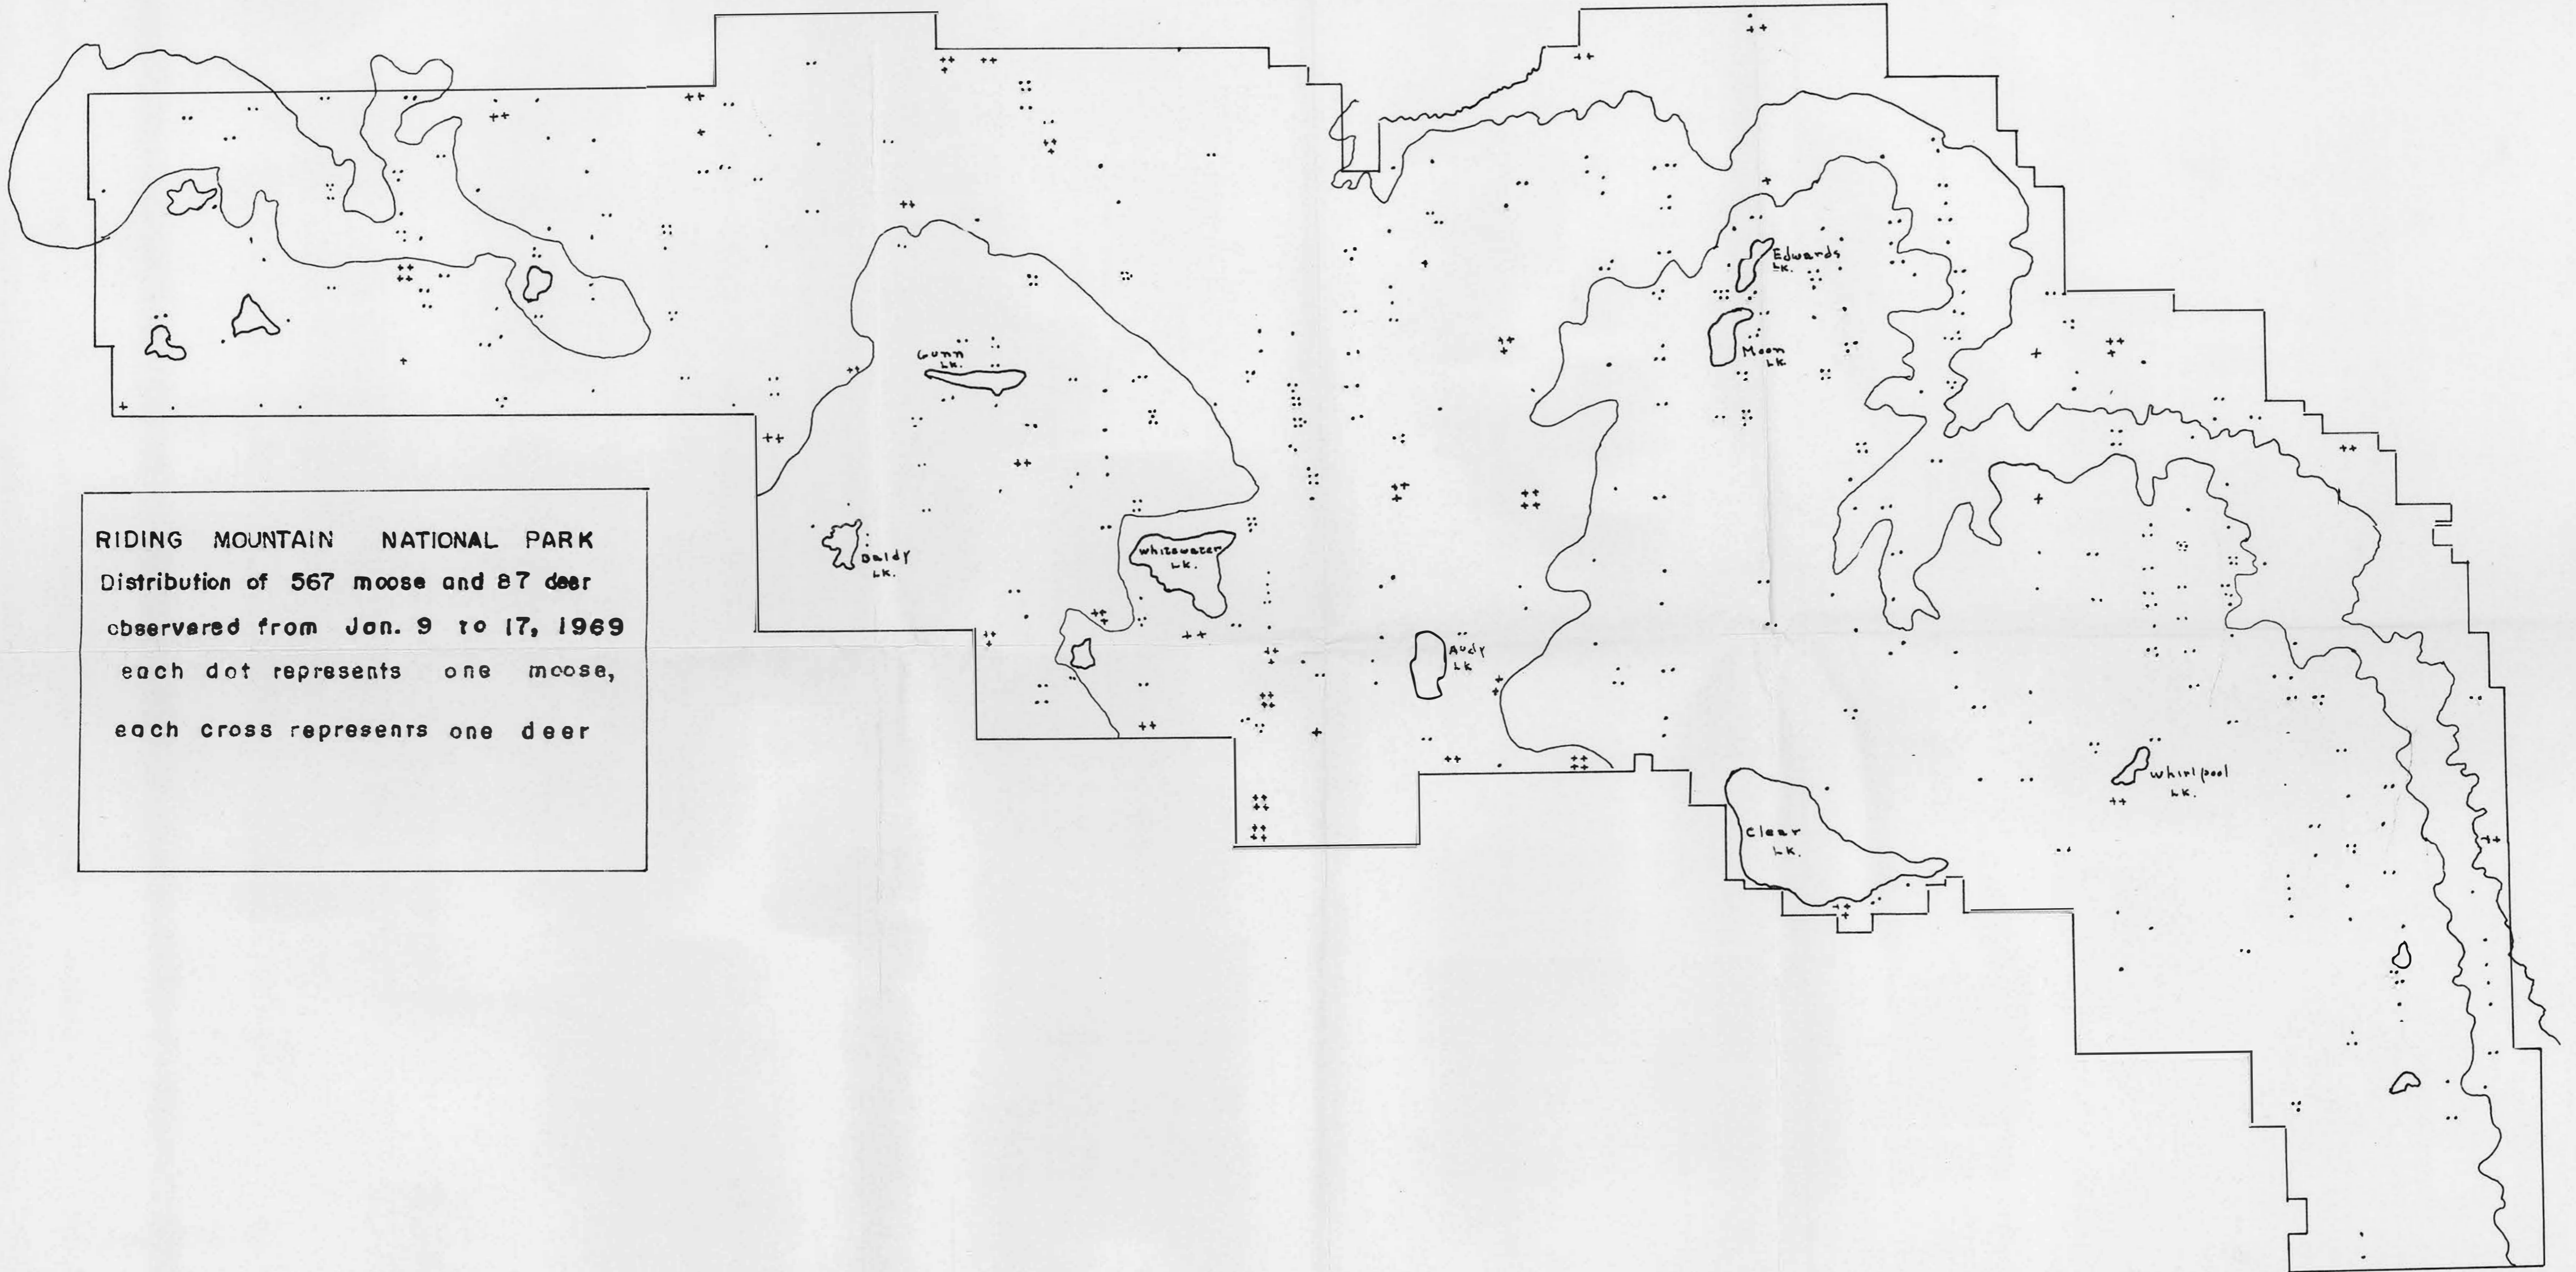 Edwards
LK.
Moon
LK
Gunn
LK.
RIDING MOUNTAIN NATIONAL PARK
Distribution of 567 moose and 87 deer
observered from Jan. 9 to 17, 1969
each dot represents one moose,
each cross represents one deer
Baldy
LK.
Whitewater
LK.
Audy
LK
Whirlpool
LK.
Clear
LK.